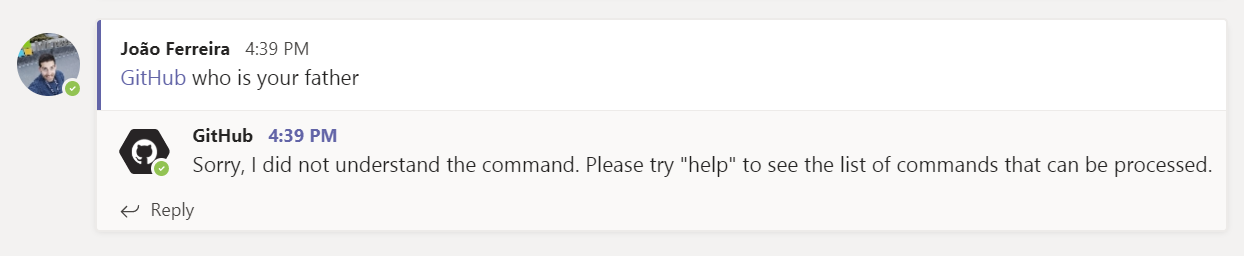 João Ferreira 4:39 PM
GitHub who is your father
GitHub 4:39 PM
Sorry, I did not understand the command. Please try "help" to see the list of commands that can be processed.
Reply